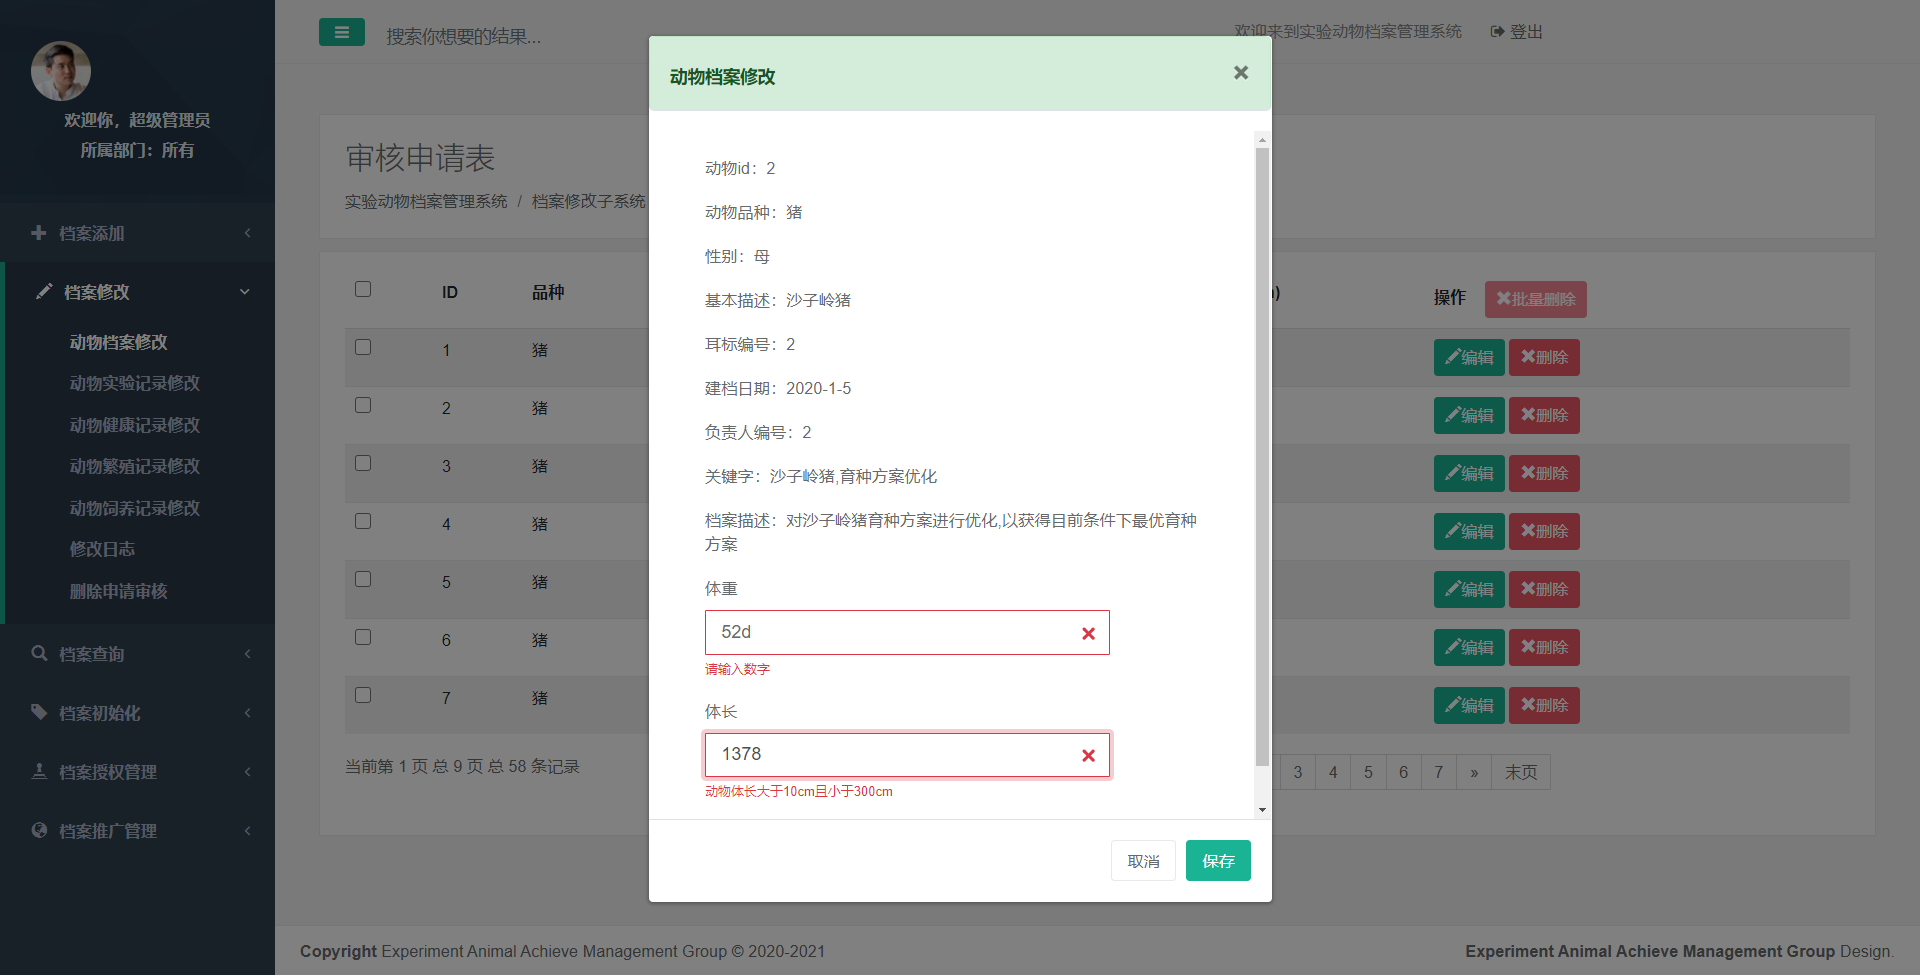 欢迎你，超级管理员
所属部门：所有
档案添加
档案修改
动物档案修改
动物实验记录修改
动物健康记录修改
动物繁殖记录修改
动物饲养记录修改
修改日志
删除申请审核
档案查询
档案初始化
档案授权管理
档案推广管理
搜索你想要的结果...
欢迎来到实验动物档案管理系统
登出
审核申请表
实验动物档案管理系统 / 档案修改子系统
ID 品种 操作 批量删除
1 猪 编辑 删除
2 猪 编辑 删除
3 猪 编辑 删除
4 猪 编辑 删除
5 猪 编辑 删除
6 猪 编辑 删除
7 猪 编辑 删除
当前第 1 页 总 9 页 总 58 条记录
3 4 5 6 7 » 末页
动物档案修改
动物id：2
动物品种：猪
性别：母
基本描述：沙子岭猪
耳标编号：2
建档日期：2020-1-5
负责人编号：2
关键字：沙子岭猪,育种方案优化
档案描述：对沙子岭猪育种方案进行优化,以获得目前条件下最优育种
方案
体重
52d
请输入数字
体长
1378
动物体长大于10cm且小于300cm
取消 保存
Copyright Experiment Animal Achieve Management Group © 2020-2021
Experiment Animal Achieve Management Group Design.